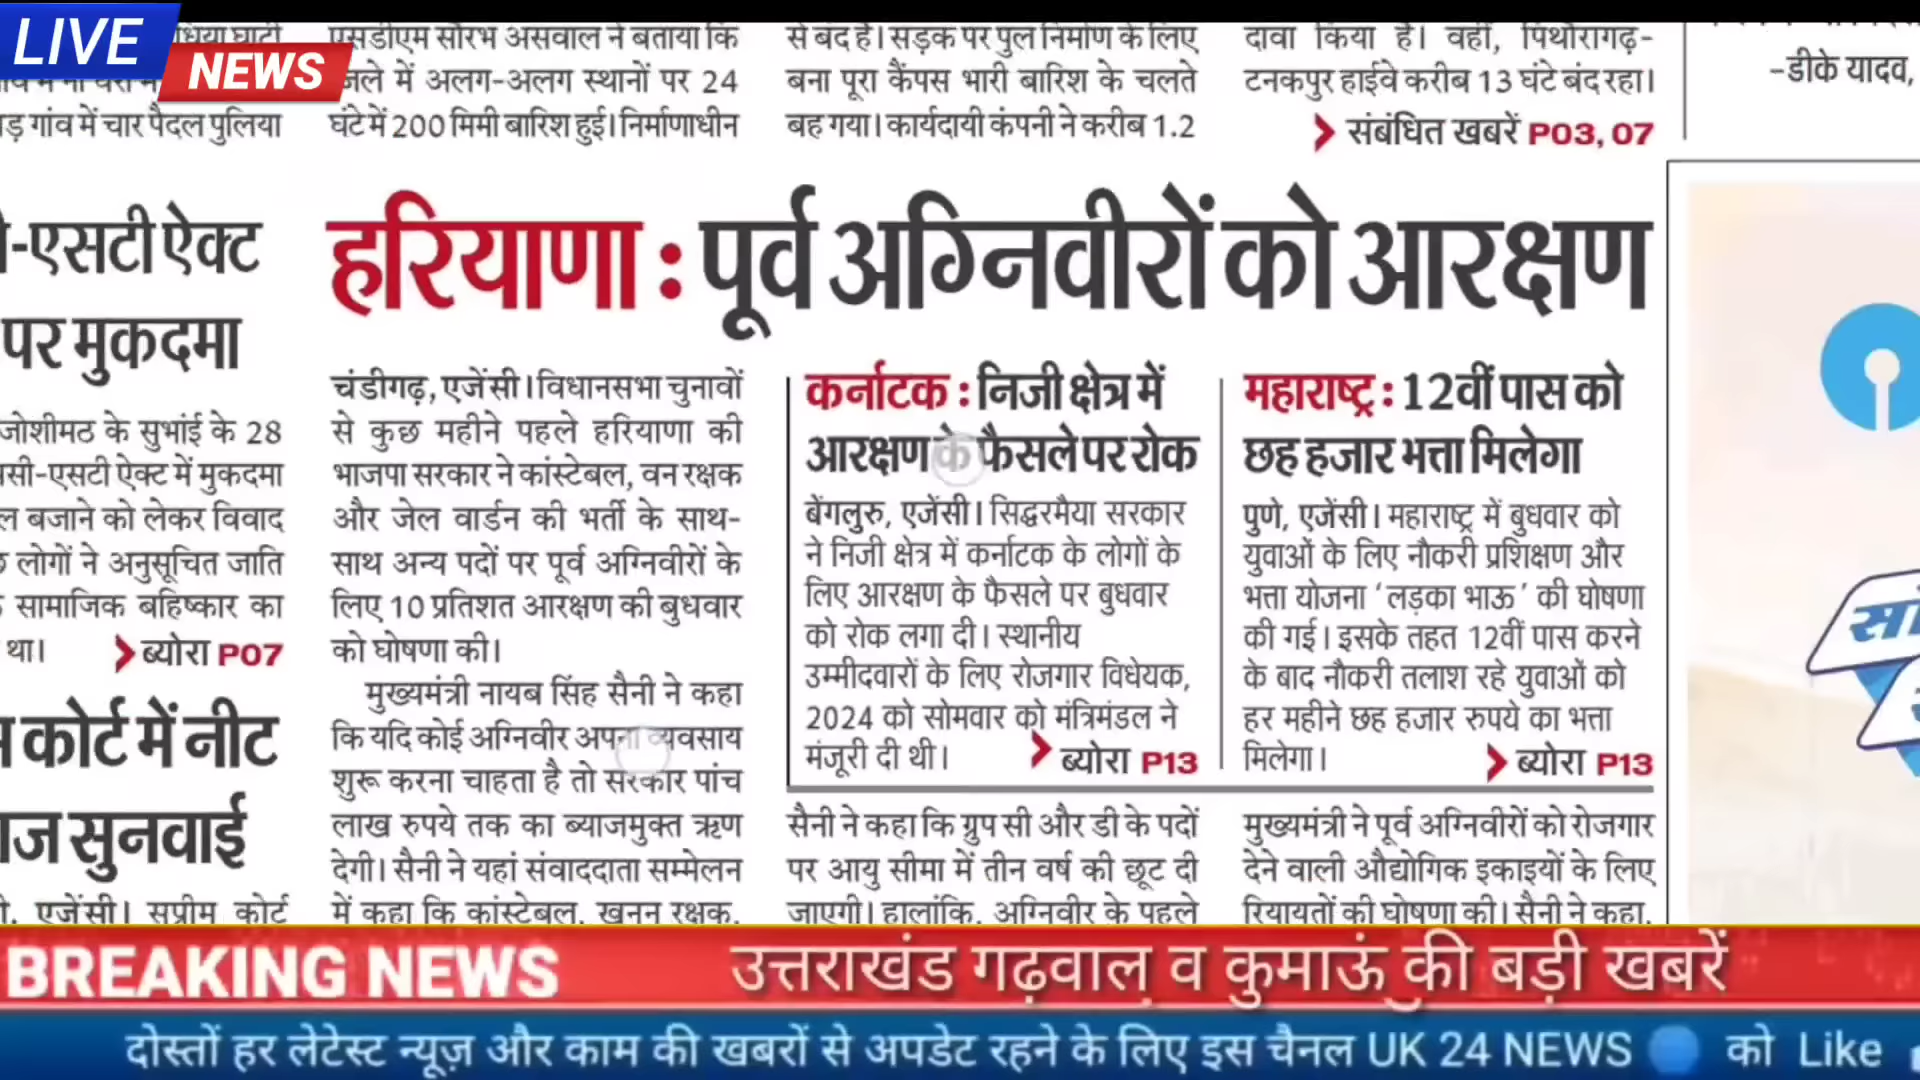 LIVE
NEWS
गांव में चार पैदल पुलिया
एसडीएम सौरभ असवाल ने बताया कि
जिले में अलग-अलग स्थानों पर 24
घंटे में 200 मिमी बारिश हुई। निर्माणाधीन
से बंद है। सड़क पर पुल निर्माण के लिए
बना पूरा कैंपस भारी बारिश के चलते
बह गया। कार्यदायी कंपनी ने करीब 1.2
दावा किया है। वहीं, पिथौरागढ़-
टनकपुर हाईवे करीब 13 घंटे बंद रहा।
संबंधित खबरें P03, 07
-डीके यादव,
-एसटी ऐक्ट
पर मुकदमा
जोशीमठ के सुभांई के 28
सी-एसटी ऐक्ट में मुकदमा
बजाने को लेकर विवाद
लोगों ने अनुसूचित जाति
सामाजिक बहिष्कार का
था।
ब्योरा P07
कोर्ट में नीट
सुनवाई
एजेंसी। सुप्रीम कोर्ट
हरियाणा : पूर्व अग्निवीरों को आरक्षण
चंडीगढ़, एजेंसी। विधानसभा चुनावों
से कुछ महीने पहले हरियाणा की
भाजपा सरकार ने कांस्टेबल, वन रक्षक
और जेल वार्डन की भर्ती के साथ-
साथ अन्य पदों पर पूर्व अग्निवीरों के
लिए 10 प्रतिशत आरक्षण की बुधवार
को घोषणा की।
मुख्यमंत्री नायब सिंह सैनी ने कहा
कि यदि कोई अग्निवीर अपना व्यवसाय
शुरू करना चाहता है तो सरकार पांच
लाख रुपये तक का ब्याजमुक्त ऋण
देगी। सैनी ने यहां संवाददाता सम्मेलन
में कहा कि कांस्टेबल, खनन रक्षक,
कर्नाटक : निजी क्षेत्र में
आरक्षण के फैसले पर रोक
बेंगलुरु, एजेंसी। सिद्धरमैया सरकार
ने निजी क्षेत्र में कर्नाटक के लोगों के
लिए आरक्षण के फैसले पर बुधवार
को रोक लगा दी। स्थानीय
उम्मीदवारों के लिए रोजगार विधेयक,
2024 को सोमवार को मंत्रिमंडल ने
मंजूरी दी थी।
ब्योरा P13
महाराष्ट्र : 12वीं पास को
छह हजार भत्ता मिलेगा
पुणे, एजेंसी। महाराष्ट्र में बुधवार को
युवाओं के लिए नौकरी प्रशिक्षण और
भत्ता योजना 'लड़का भाऊ' की घोषणा
की गई। इसके तहत 12वीं पास करने
के बाद नौकरी तलाश रहे युवाओं को
हर महीने छह हजार रुपये का भत्ता
मिलेगा।
ब्योरा P13
सैनी ने कहा कि ग्रुप सी और डी के पदों
पर आयु सीमा में तीन वर्ष की छूट दी
जाएगी। हालांकि, अग्निवीर के पहले
मुख्यमंत्री ने पूर्व अग्निवीरों को रोजगार
देने वाली औद्योगिक इकाइयों के लिए
रियायतों की घोषणा की। सैनी ने कहा,
BREAKING NEWS
उत्तराखंड गढ़वाल व कुमाऊं की बड़ी खबरें
दोस्तों हर लेटेस्ट न्यूज़ और काम की खबरों से अपडेट रहने के लिए इस चैनल UK 24 NEWS को Like